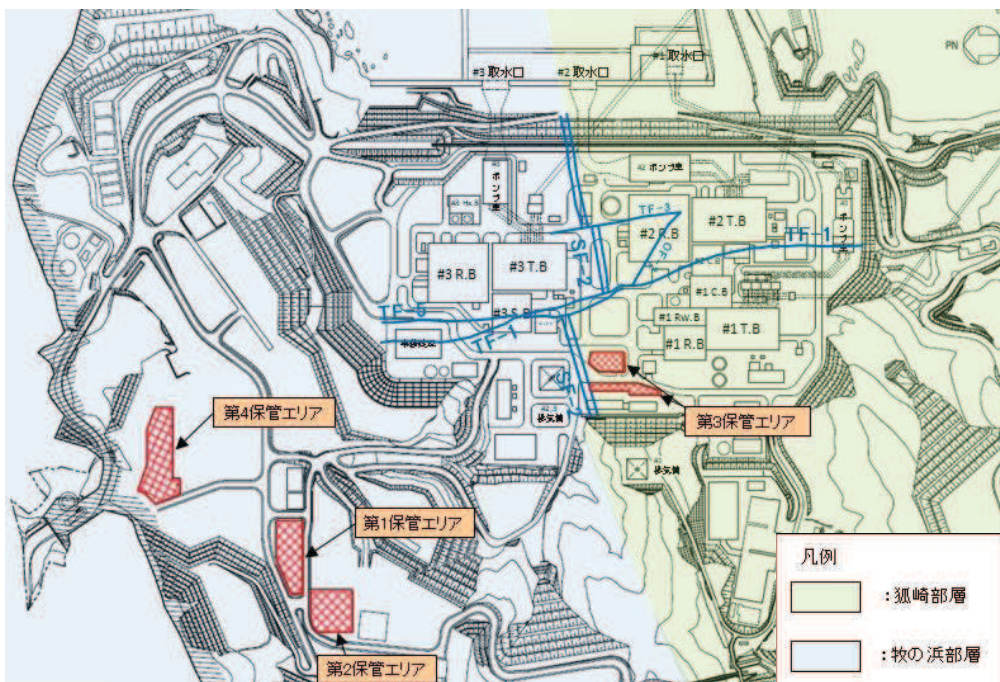 #1取水口
#3取水口
#2取水口
PN
ポンプ室
#2 ポンプ室
ポンプ室
TF-3
#2 R.B
#2 T.B
TF-1
SF-2
#3 R.B
#3 T.B
#1 C.B
TF-1
#3 S.B
#1 Rw.B
#1 T.B
#1 R.B
排気筒
第3保管エリア
第4保管エリア
排気筒
第1保管エリア
第2保管エリア
凡例
：狐崎部層
：牧の浜部層